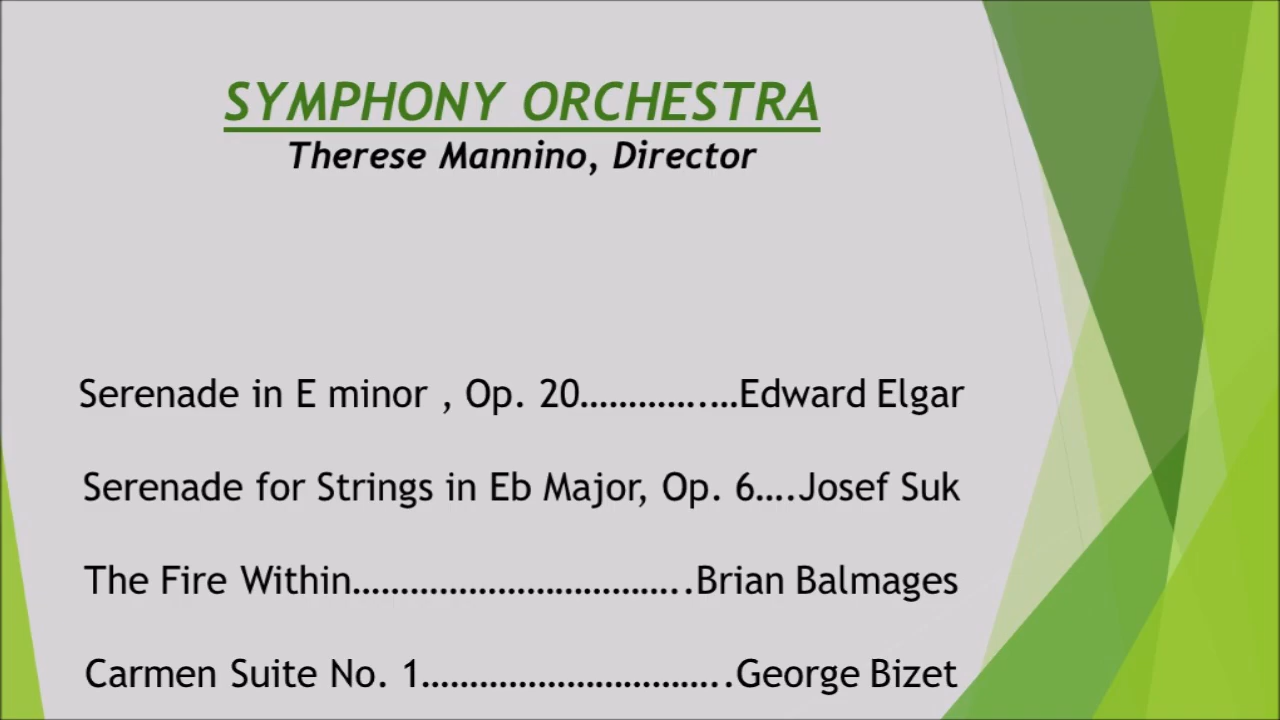 SYMPHONY ORCHESTRA
Therese Mannino, Director
Serenade in E minor , Op. 20…………..…Edward Elgar
Serenade for Strings in Eb Major, Op. 6….Josef Suk
The Fire Within……………………………..Brian Balmages
Carmen Suite No. 1…………………………..George Bizet